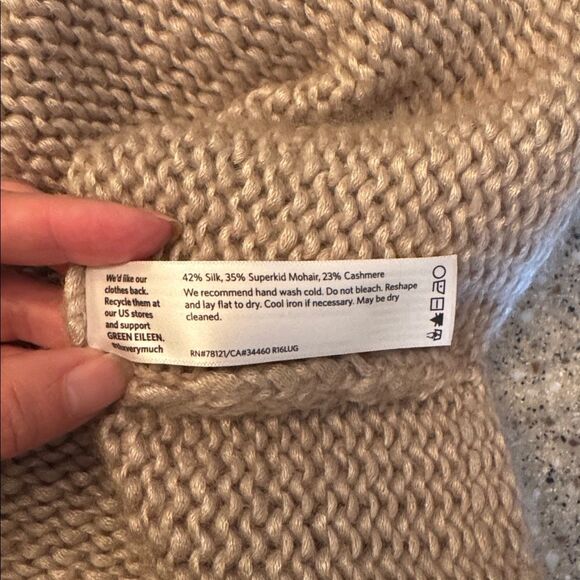 We'd like our
clothes back.
Recycle them at
our US stores
and support
GREEN EILEEN.
42% Silk, 35% Superkid Mohair, 23% Cashmere
We recommend hand wash cold. Do not bleach. Reshape
and lay flat to dry. Cool iron if necessary. May be dry
cleaned.
RN#78121/CA#34460 R16LUG